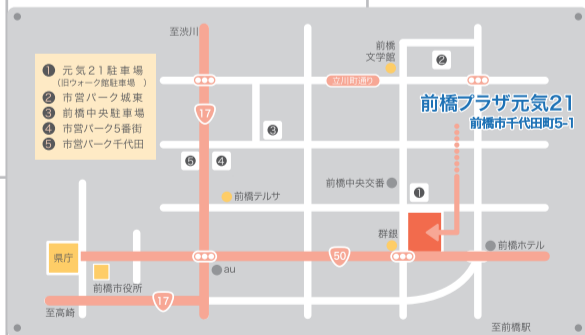 至渋川
前橋
文学館
❷
❶ 元気21駐車場
(旧ウォーク館駐車場 )
❷ 市営パーク城東
❸ 前橋中央駐車場
❹ 市営パーク5番街
❺ 市営パーク千代田
立川町通り
17
前橋プラザ元気21
前橋市千代田町5-1
❸
❺
❹
前橋中央交番
❶
前橋テルサ
群銀
前橋ホテル
県庁
50
au
前橋市役所
17
至高崎
至前橋駅